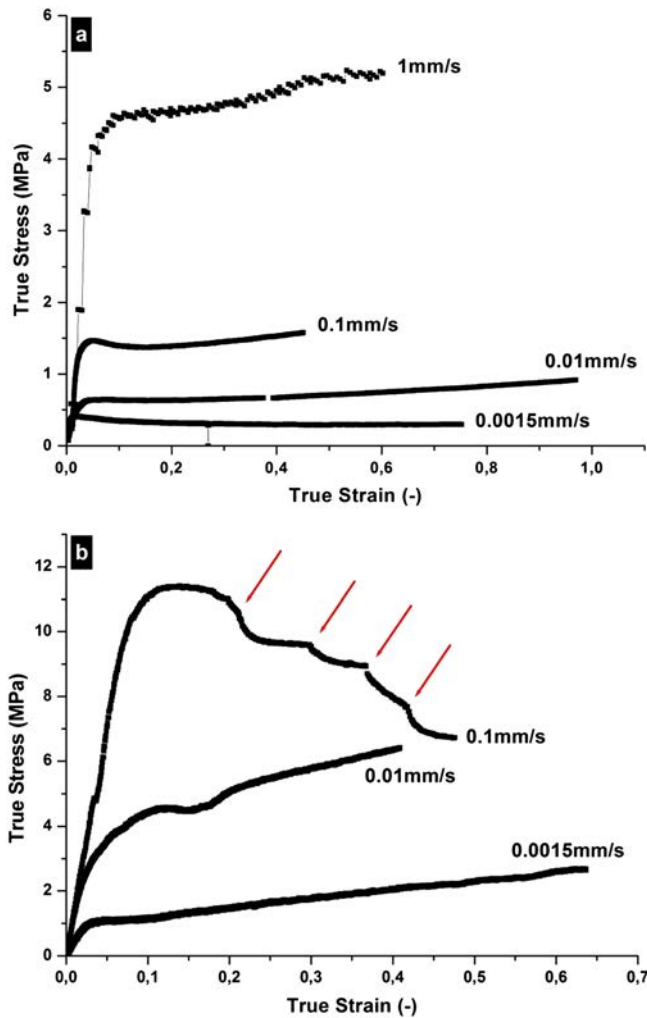 a
6
5
4
3
2
1
0
True Stress (MPa)
1mm/s
0.1mm/s
0.01mm/s
0.0015mm/s
0,0 0,2 0,4 0,6 0,8 1,0
True Strain (-)
b
12
10
8
6
4
2
0
True Stress (MPa)
0.1mm/s
0.01mm/s
0.0015mm/s
0,0 0,1 0,2 0,3 0,4 0,5 0,6 0,7
True Strain (-)